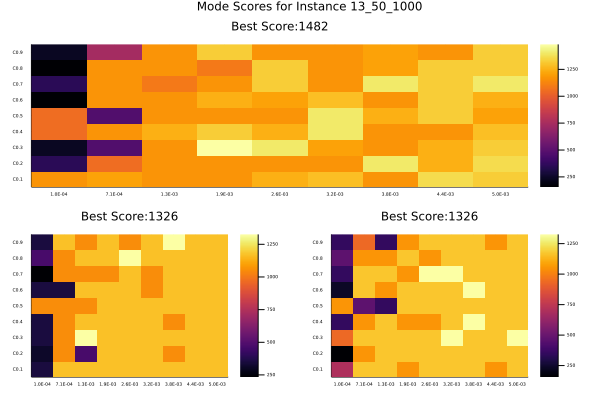 Mode Scores for Instance 13_50_1000
Best Score:1482
C0.9
C0.8
C0.7
C0.6
C0.5
C0.4
C0.3
C0.2
C0.1
7.1E-04
1.3E-03
1.9E-03
2.6E-03
3.2E-03
3.8E-03
4.4E-03
5.0E-03
1250
1000
750
500
250
Best Score:1326
C0.9
C0.8
C0.7
C0.6
C0.5
C0.4
C0.3
C0.2
C0.1
1.0E-04 7.1E-04 1.3E-03 1.9E-03 2.6E-03 3.2E-03 3.8E-03 4.4E-03 5.0E-03
1250
1000
750
500
250
Best Score:1326
C0.9
C0.8
C0.7
C0.6
C0.5
C0.4
C0.3
C0.2
C0.1
1.0E-04 7.1E-04 1.3E-03 1.9E-03 2.6E-03 3.2E-03 3.8E-03 4.4E-03 5.0E-03
1250
1000
750
500
250